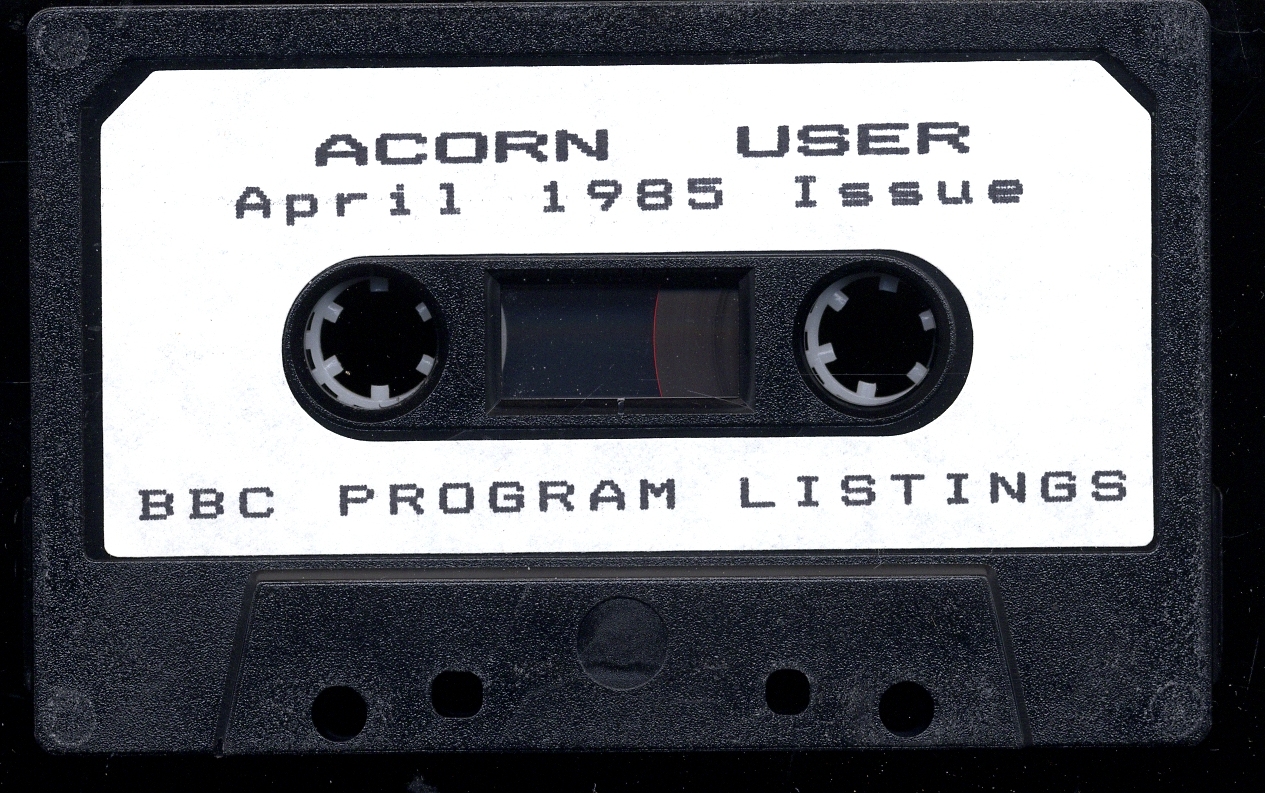 ACORN USER
April 1985 Issue
BBC PROGRAM LISTINGS